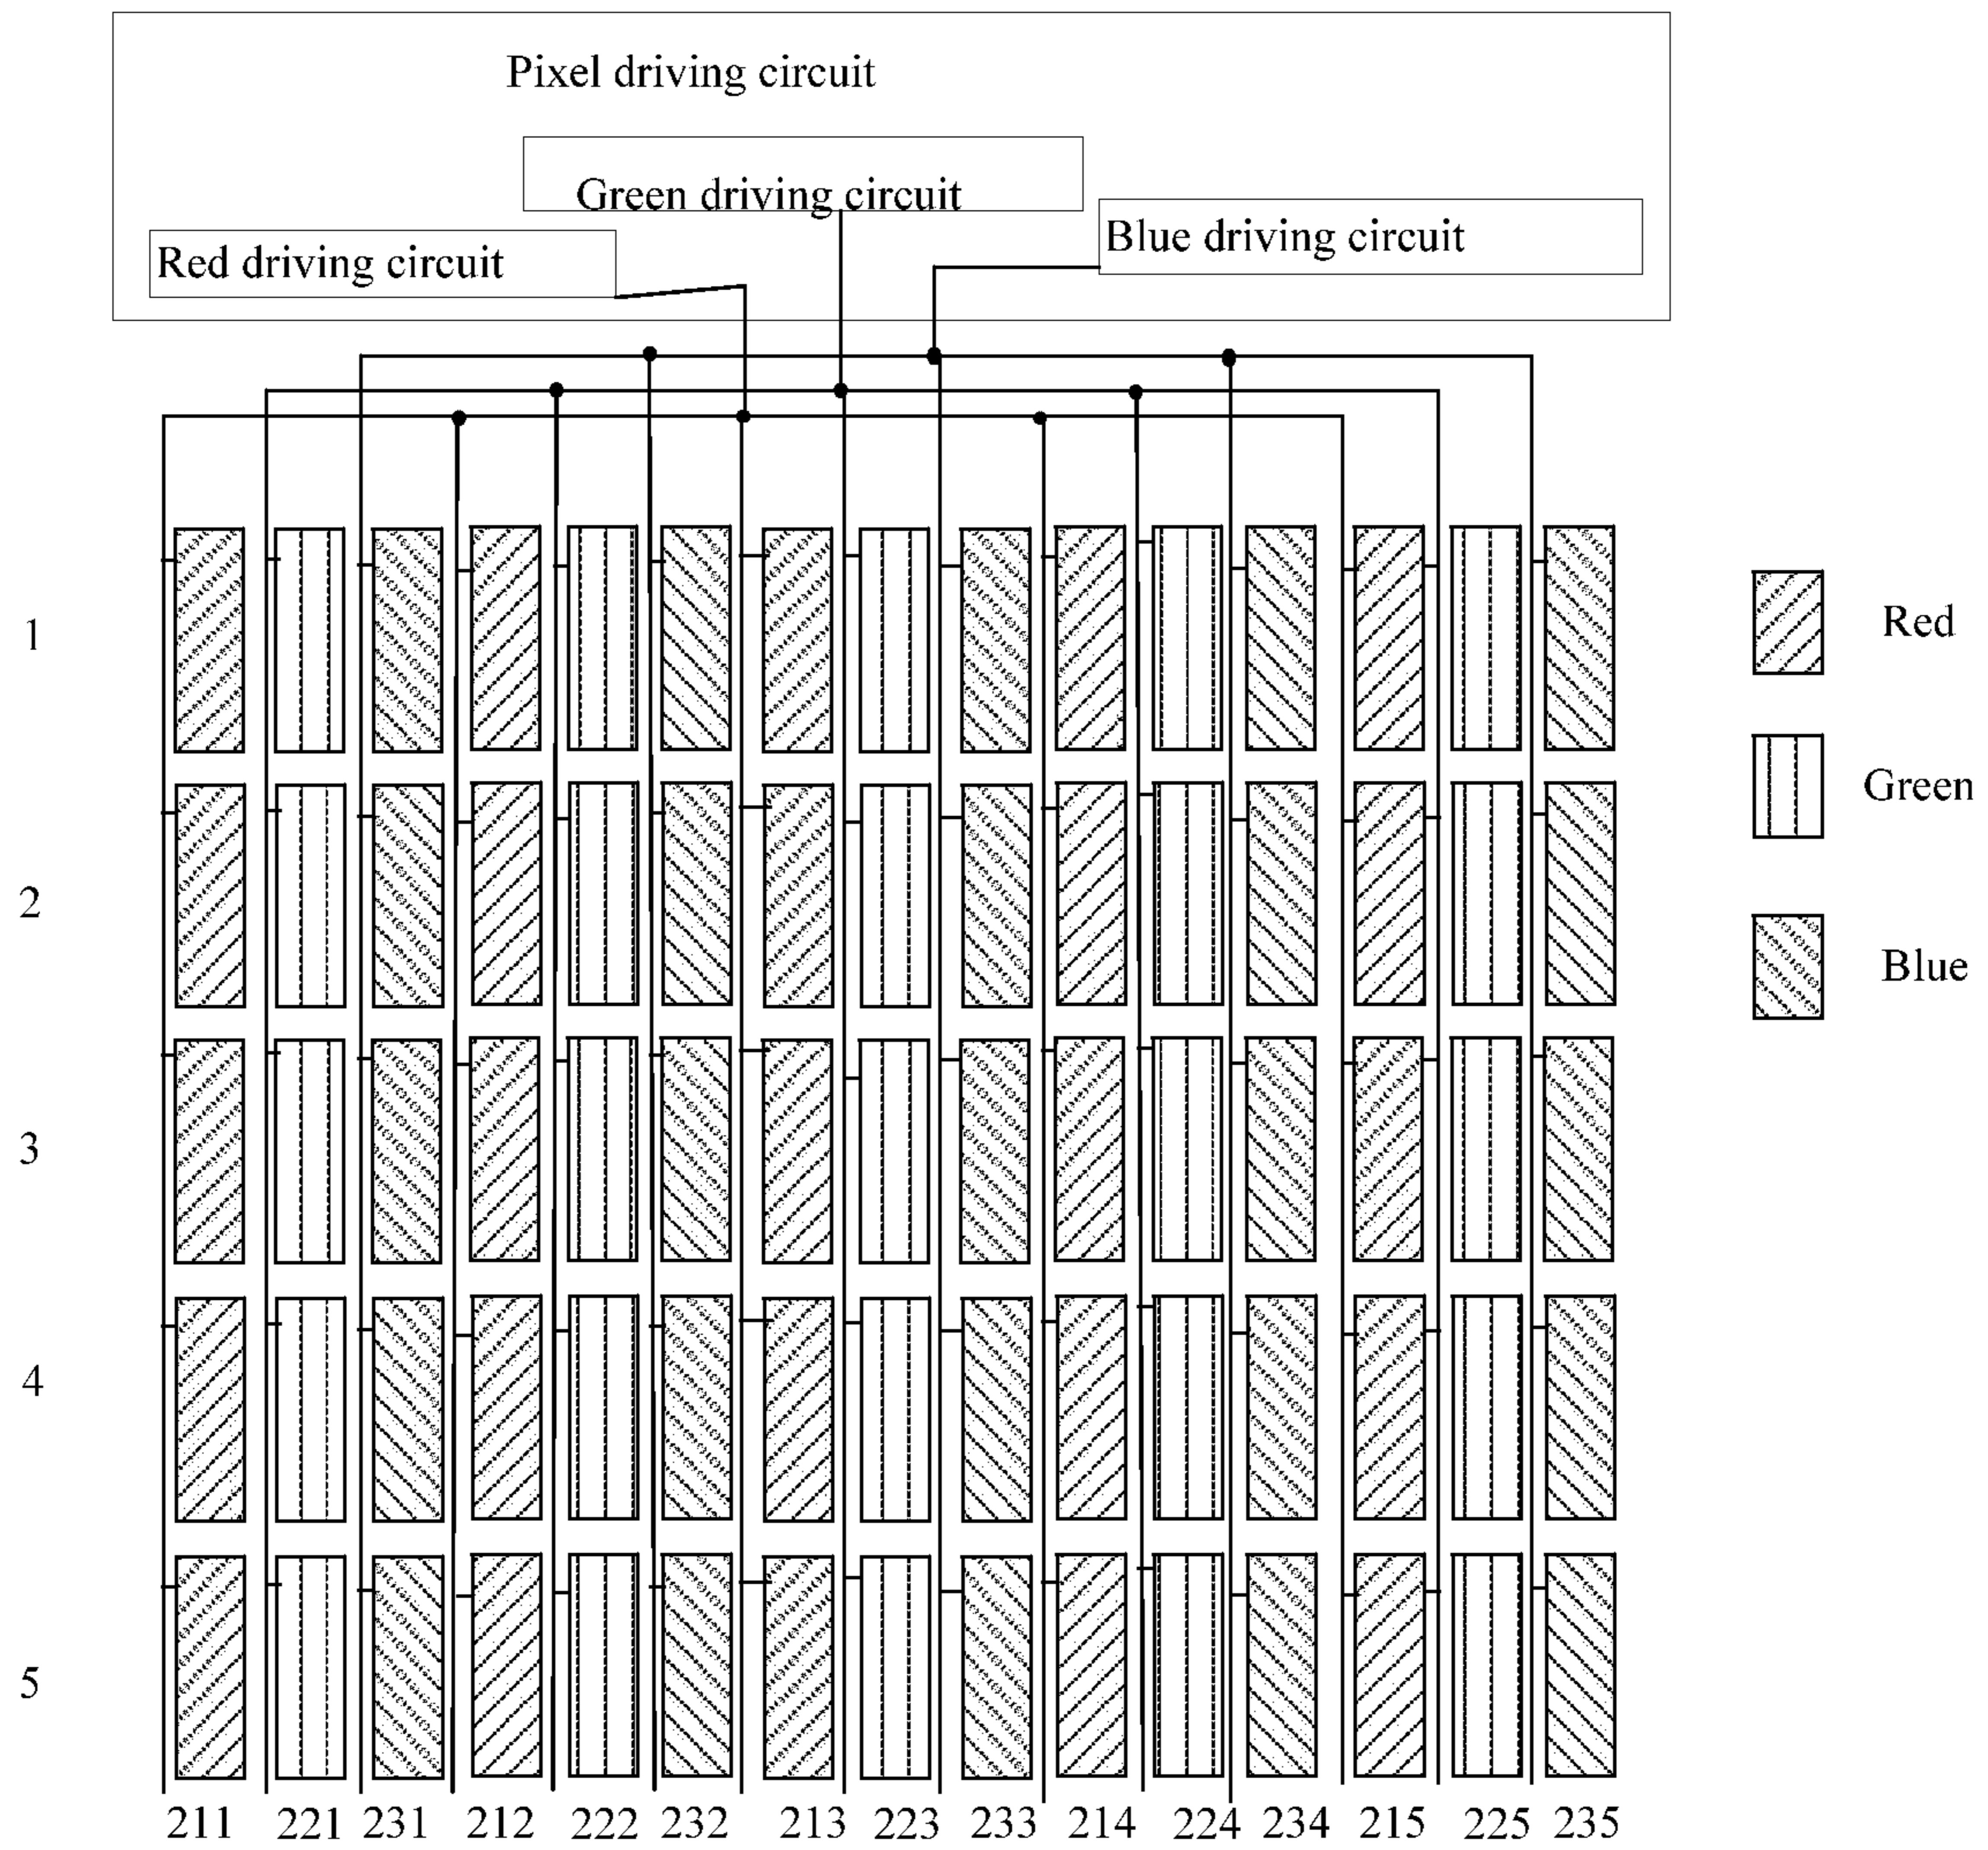 Pixel driving circuit
Green driving circuit
Blue driving circuit
Red driving circuit
1
Red
Green
2
Blue
3
4
5
211 221 231 212 222 232 213 223 233 214 224 234 215 225 235